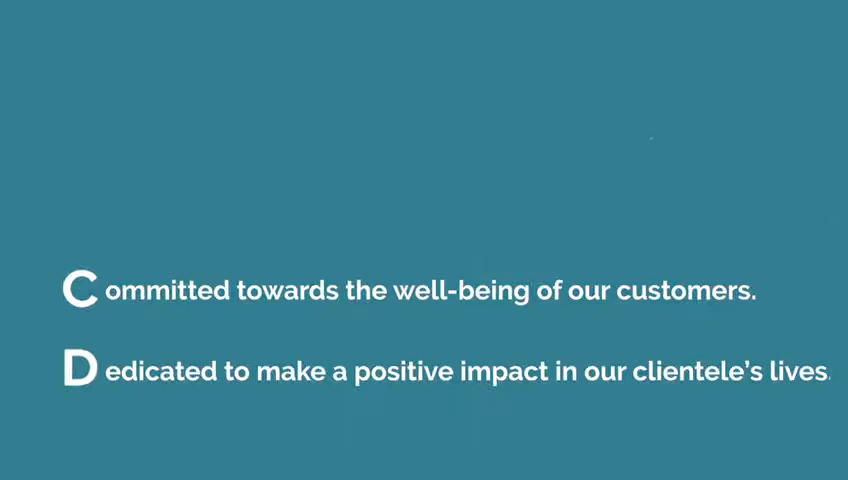 Committed towards the well-being of our customers.
Dedicated to make a positive impact in our clientele’s lives.